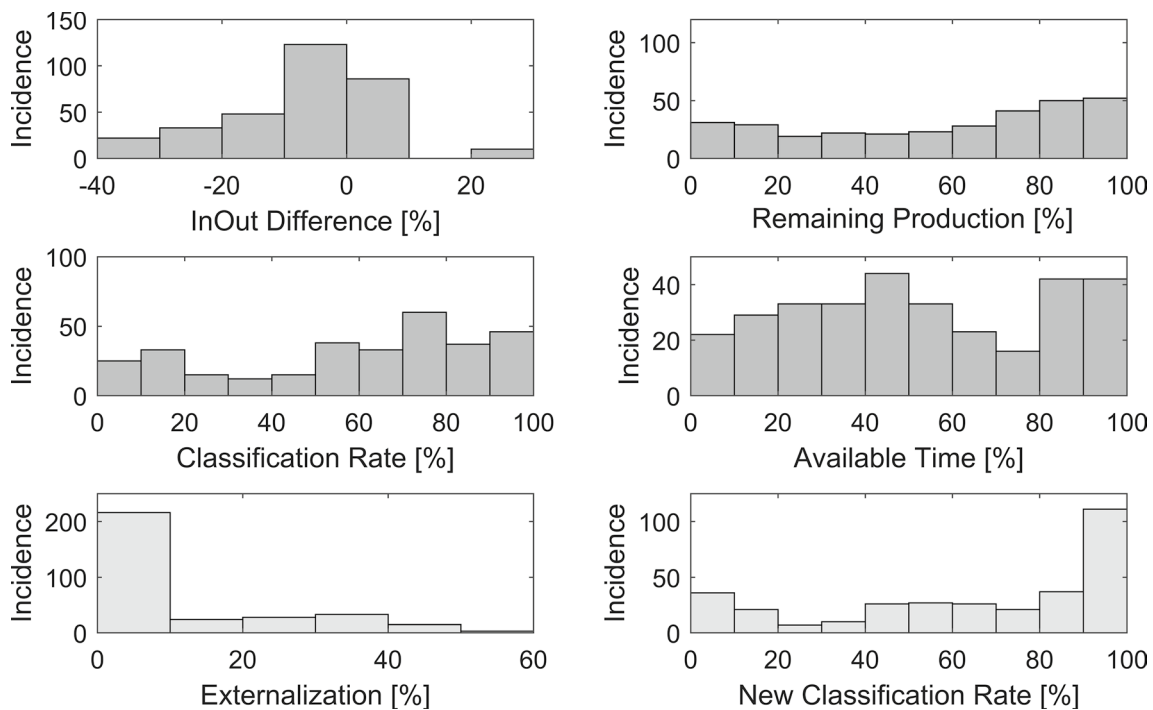 150
100
50
0
Incidence
-40 -20 0 20
InOut Difference [%]
100
50
0
Incidence
0 20 40 60 80 100
Remaining Production [%]
100
50
0
Incidence
0 20 40 60 80 100
Classification Rate [%]
40
20
0
Incidence
0 20 40 60 80 100
Available Time [%]
200
100
0
Incidence
0 20 40 60
Externalization [%]
100
50
0
Incidence
0 20 40 60 80 100
New Classification Rate [%]